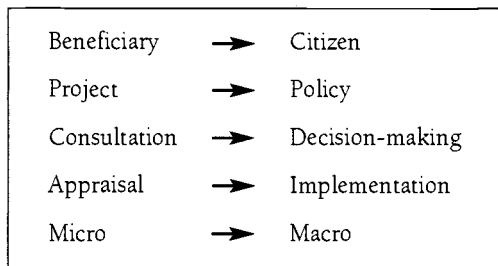 Beneficiary → Citizen
Project → Policy
Consultation → Decision-making
Appraisal → Implementation
Micro → Macro